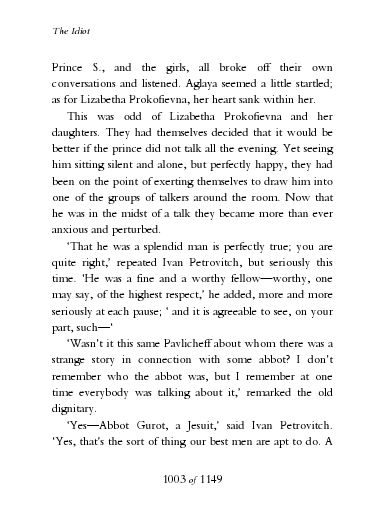 The Idiot
Prince S., and the girls, all broke off their own
conversations and listened. Aglaya seemed a little startled;
as for Lizabetha Prokofievna, her heart sank within her.
This was odd of Lizabetha Prokofievna and her
daughters. They had themselves decided that it would be
better if the prince did not talk all the evening. Yet seeing
him sitting silent and alone, but perfectly happy, they had
been on the point of exerting themselves to draw him into
one of the groups of talkers around the room. Now that
he was in the midst of a talk they became more than ever
anxious and perturbed.
‘That he was a splendid man is perfectly true; you are
quite right,’ repeated Ivan Petrovitch, but seriously this
time. ‘He was a fine and a worthy fellow—worthy, one
may say, of the highest respect,’ he added, more and more
seriously at each pause; ‘ and it is agreeable to see, on your
part, such—’
‘Wasn’t it this same Pavlicheff about whom there was a
strange story in connection with some abbot? I don’t
remember who the abbot was, but I remember at one
time everybody was talking about it,’ remarked the old
dignitary.
‘Yes—Abbot Gurot, a Jesuit,’ said Ivan Petrovitch.
‘Yes, that's the sort of thing our best men are apt to do. A
1003 of 1149